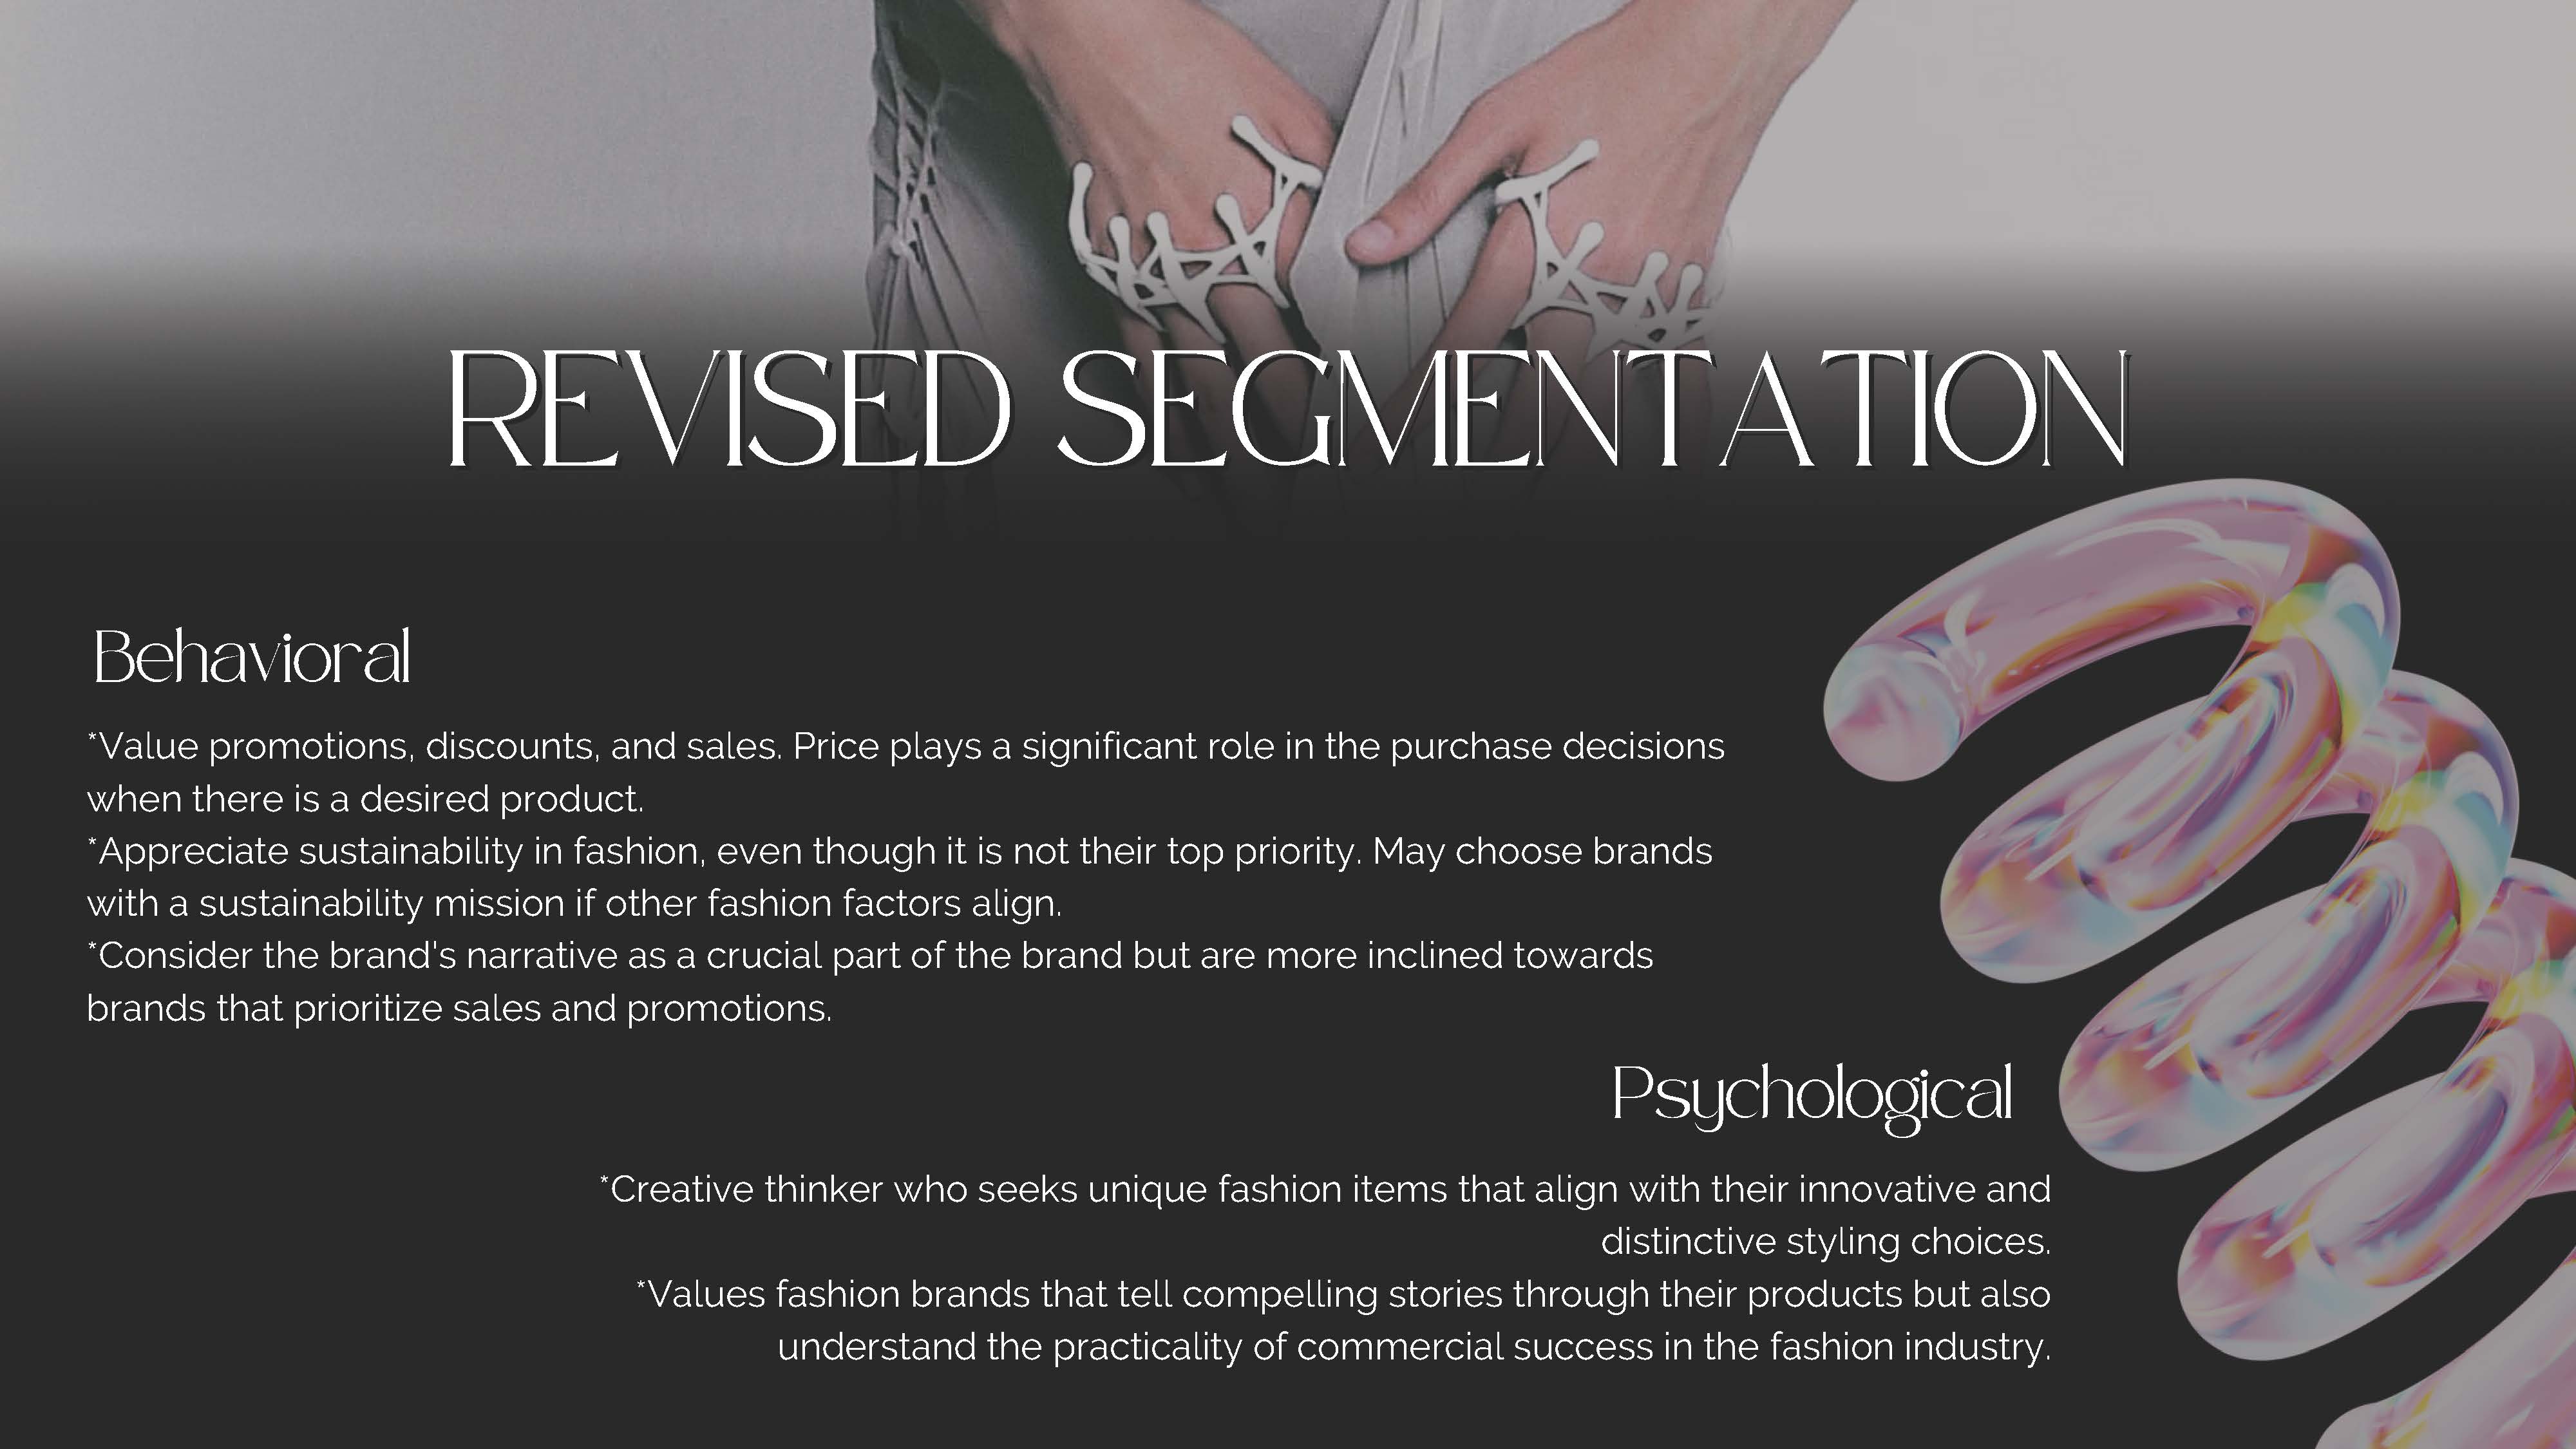 REVISED SEGMENTATION
Behavioral
*Value promotions, discounts, and sales. Price plays a significant role in the purchase decisions
when there is a desired product.
*Appreciate sustainability in fashion, even though it is not their top priority. May choose brands
with a sustainability mission if other fashion factors align.
*Consider the brand's narrative as a crucial part of the brand but are more inclined towards
brands that prioritize sales and promotions.
Psychological
*Creative thinker who seeks unique fashion items that align with their innovative and
distinctive styling choices.
*Values fashion brands that tell compelling stories through their products but also
understand the practicality of commercial success in the fashion industry.